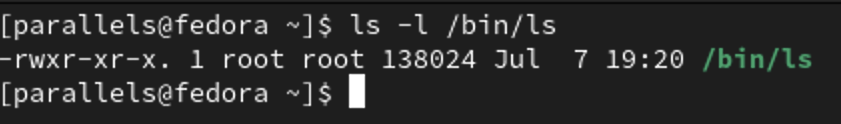 [parallels@fedora ~]$ ls -l /bin/ls
-rwxr-xr-x. 1 root root 138024 Jul  7 19:20 /bin/ls
[parallels@fedora ~]$